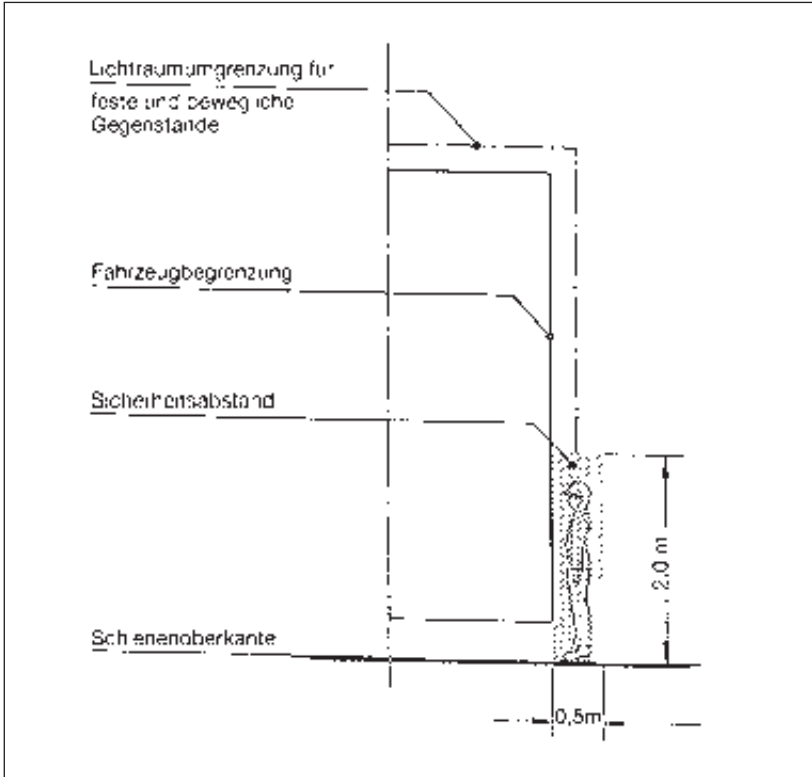 Lichtraumumgrenzung für
feste und bewegliche
Gegenstände
Fahrzeugbegrenzung
Sicherheitsabstand
2,0 m
Schienenoberkante
0,5m